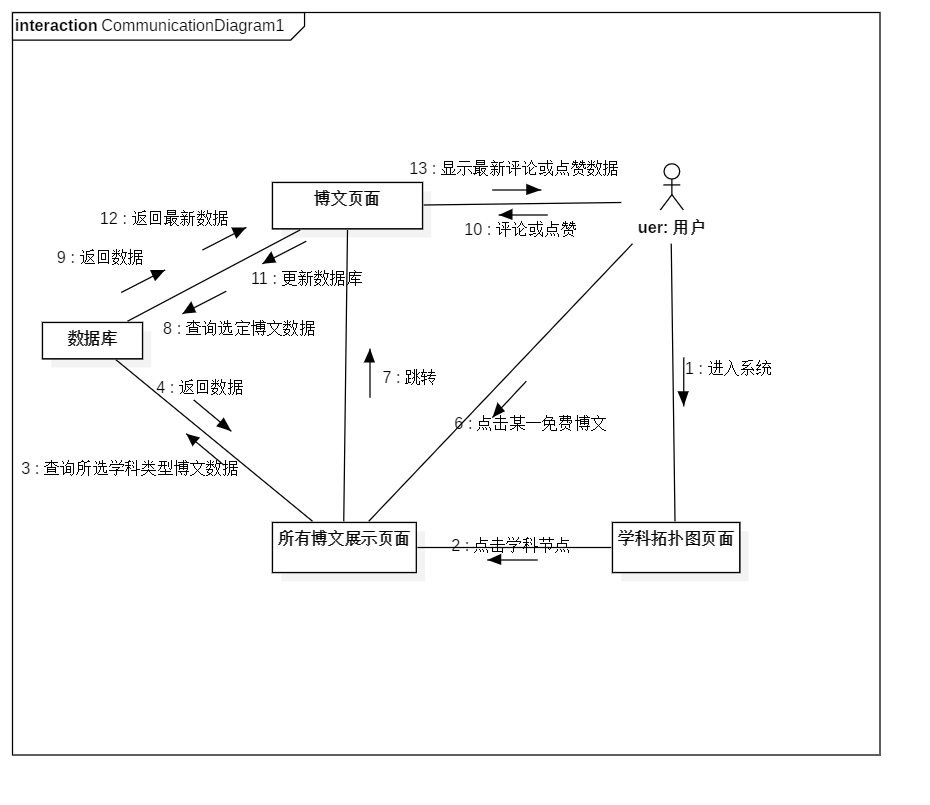 interaction CommunicationDiagram1
13 : 显示最新评论或点赞数据
博文页面
12 : 返回最新数据
10 : 评论或点赞
uer: 用户
9 : 返回数据
11 : 更新数据库
8 : 查询选定博文数据
数据库
1 : 进入系统
7 : 跳转
4 : 返回数据
6 : 点击某一免费博文
3 : 查询所选学科类型博文数据
所有博文展示页面
2 : 点击学科节点
学科拓扑图页面